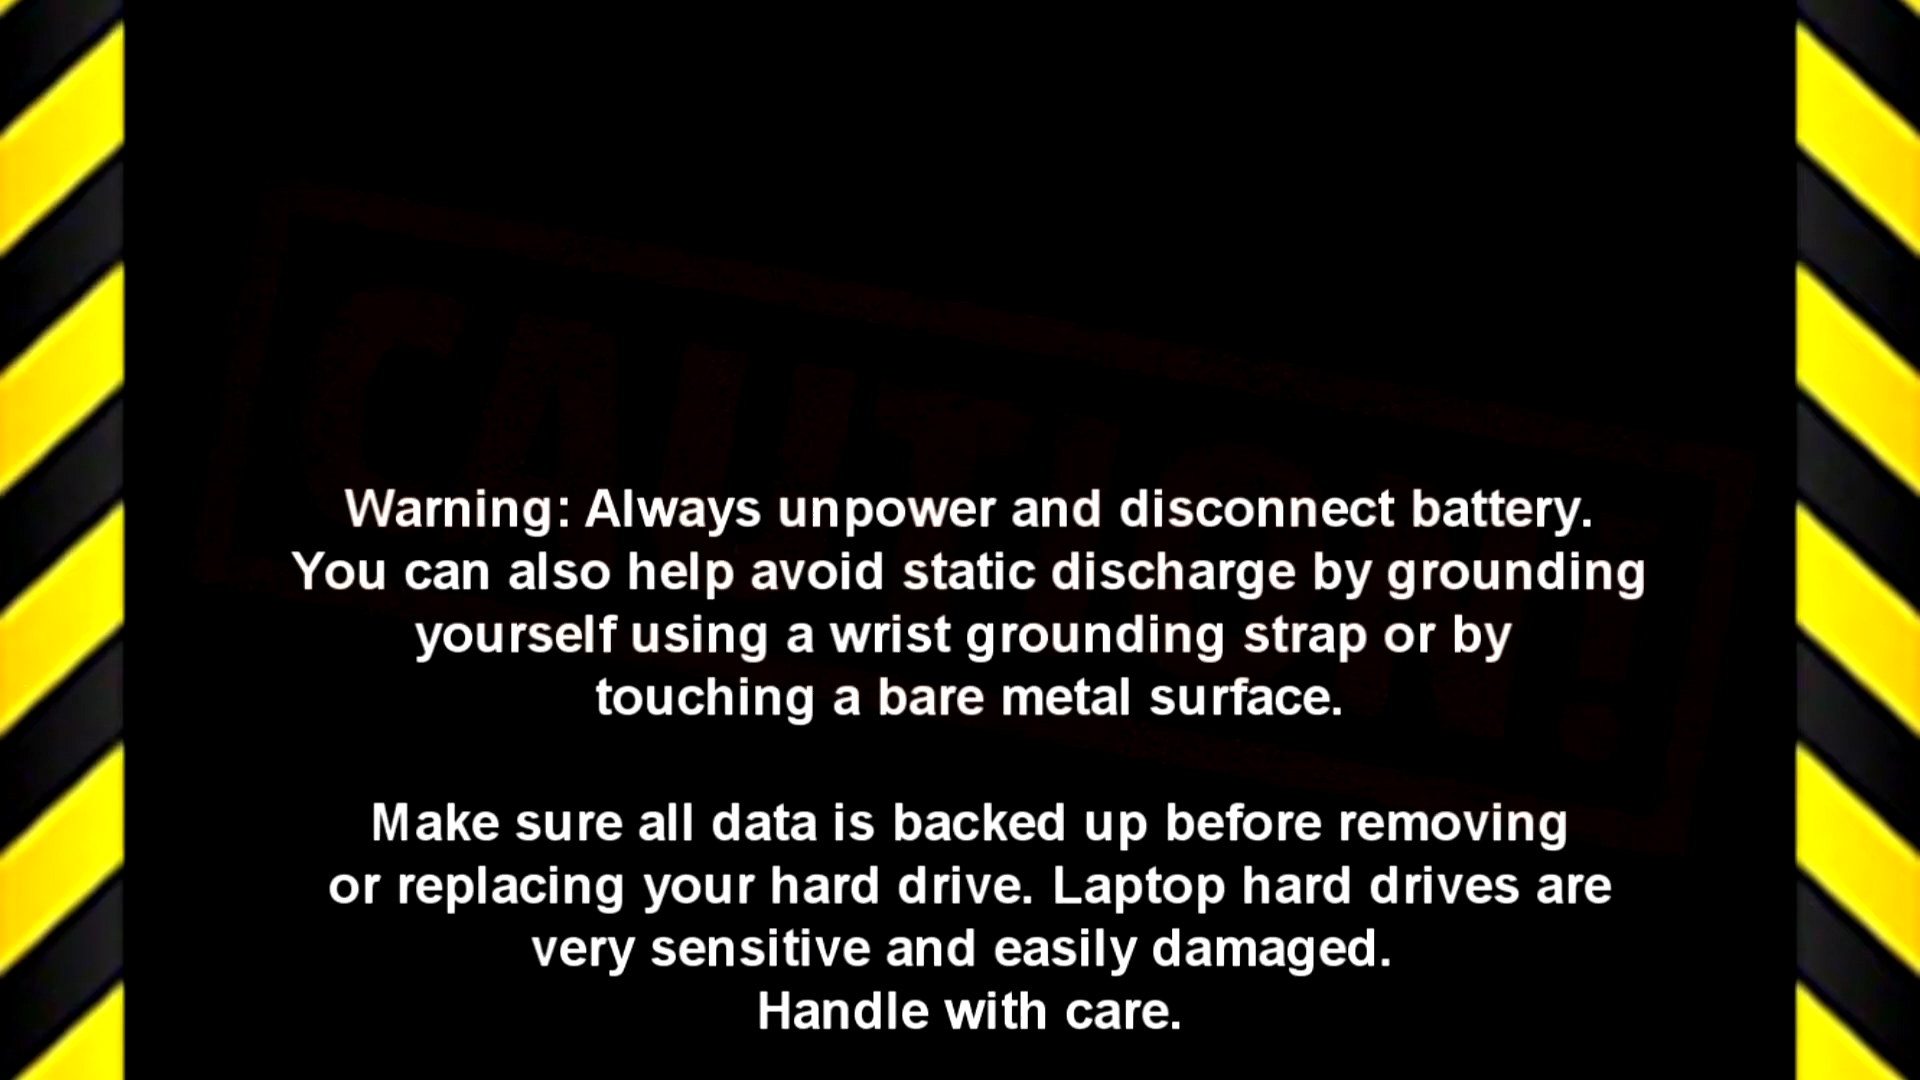 CAUTION!
Warning: Always unpower and disconnect battery.
You can also help avoid static discharge by grounding
yourself using a wrist grounding strap or by
touching a bare metal surface.
Make sure all data is backed up before removing
or replacing your hard drive. Laptop hard drives are
very sensitive and easily damaged.
Handle with care.